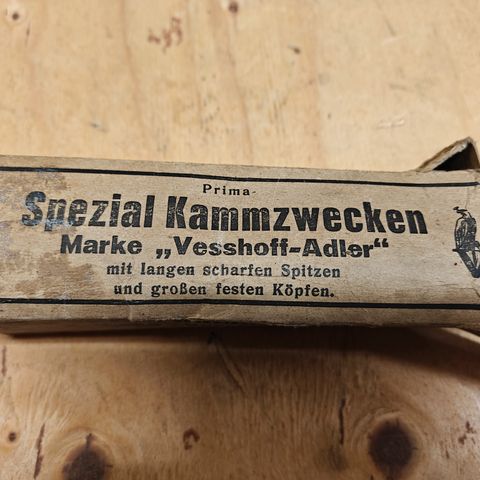 Prima-
Spezial Kammzwecken
Marke „Vesshoff-Adler“
mit langen scharfen Spitzen
und großen festen Köpfen.